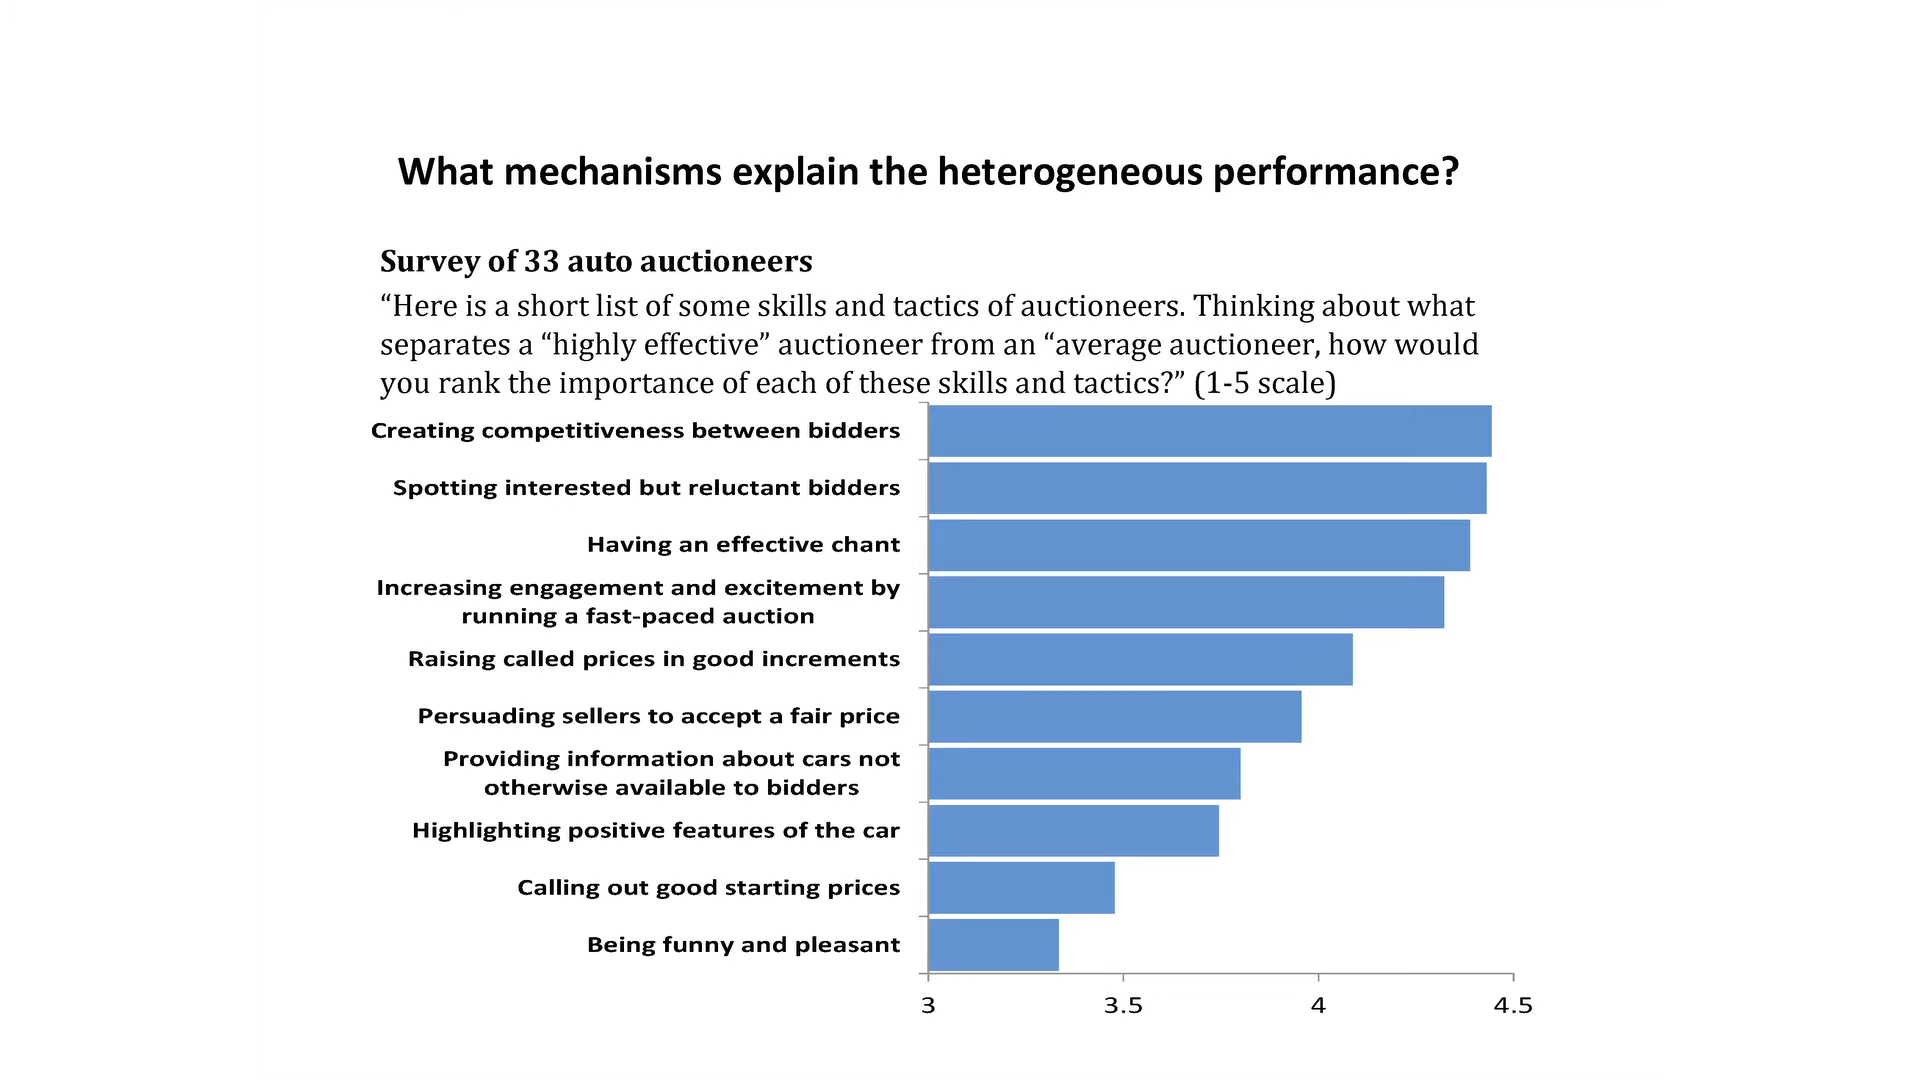 What mechanisms explain the heterogeneous performance?
Survey of 33 auto auctioneers
“Here is a short list of some skills and tactics of auctioneers. Thinking about what
separates a “highly effective” auctioneer from an “average auctioneer, how would
you rank the importance of each of these skills and tactics?” (1-5 scale)
Creating competitiveness between bidders
Spotting interested but reluctant bidders
Having an effective chant
Increasing engagement and excitement by
running a fast-paced auction
Raising called prices in good increments
Persuading sellers to accept a fair price
Providing information about cars not
otherwise available to bidders
Highlighting positive features of the car
Calling out good starting prices
Being funny and pleasant
3 3.5 4 4.5